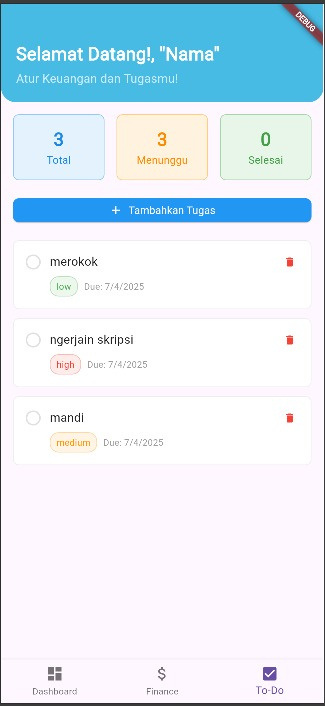 DEBUG
Selamat Datang!, "Nama"
Atur Keuangan dan Tugasmu!
3 3 0
Total Menunggu Selesai
+ Tambahkan Tugas
merokok
low Due: 7/4/2025
ngerjain skripsi
high Due: 7/4/2025
mandi
medium Due: 7/4/2025
Dashboard Finance To-Do